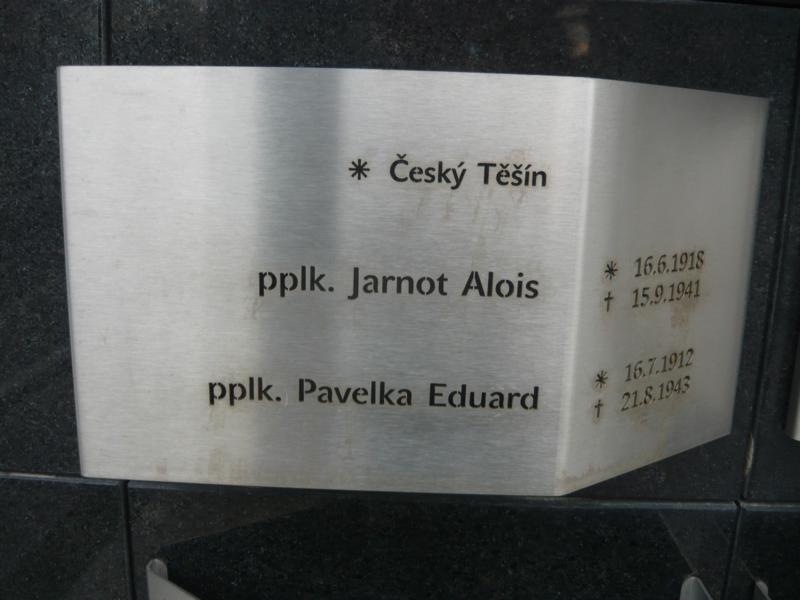 * Český Těšín
pplk. Jarnot Alois
* 16.6.1918
† 15.9.1941
pplk. Pavelka Eduard
* 16.7.1912
† 21.8.1943